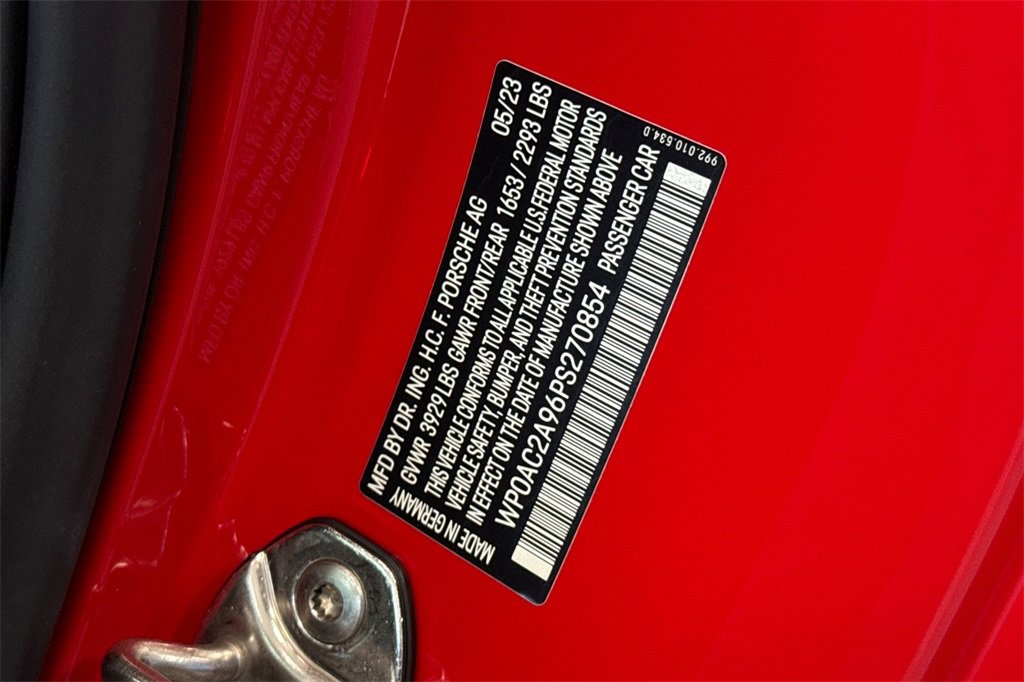 MFD BY DR. ING. H.C. F. PORSCHE AG 05/23
GVWR 3929 LBS GAWR FRONT/REAR 1653 / 2293 LBS
THIS VEHICLE CONFORMS TO ALL APPLICABLE U.S. FEDERAL MOTOR
VEHICLE SAFETY, BUMPER, AND THEFT PREVENTION STANDARDS
IN EFFECT ON THE DATE OF MANUFACTURE SHOWN ABOVE
WP0AC2A96PS270854 PASSENGER CAR
MADE IN GERMANY
992.010.534.D